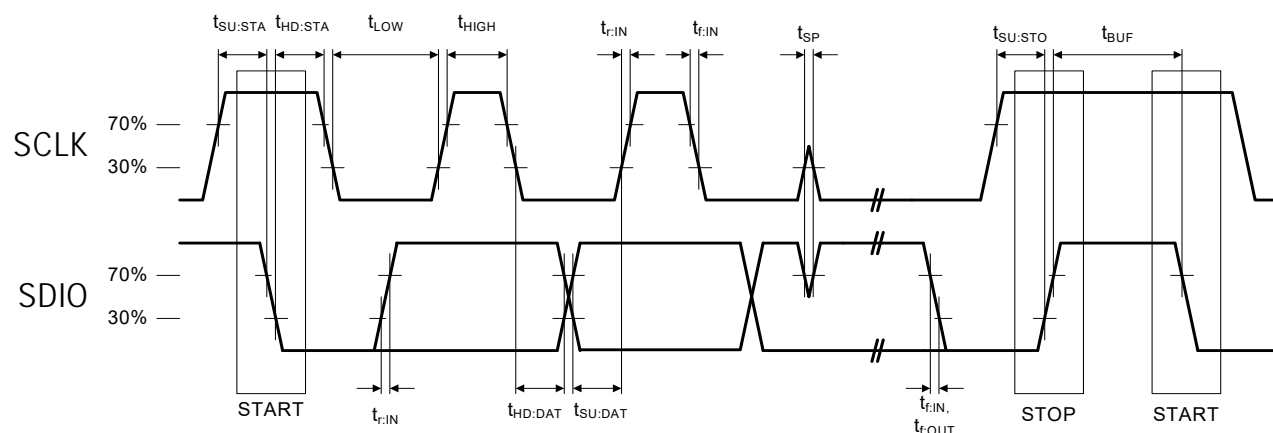 tSU:STA tHD:STA tLOW tHIGH tr:IN tf:IN tSP tSU:STO tBUF
SCLK
70%
30%
SDIO
70%
30%
START
tr:IN
tHD:DAT tSU:DAT
tf:IN,
tf:OUT
STOP
START